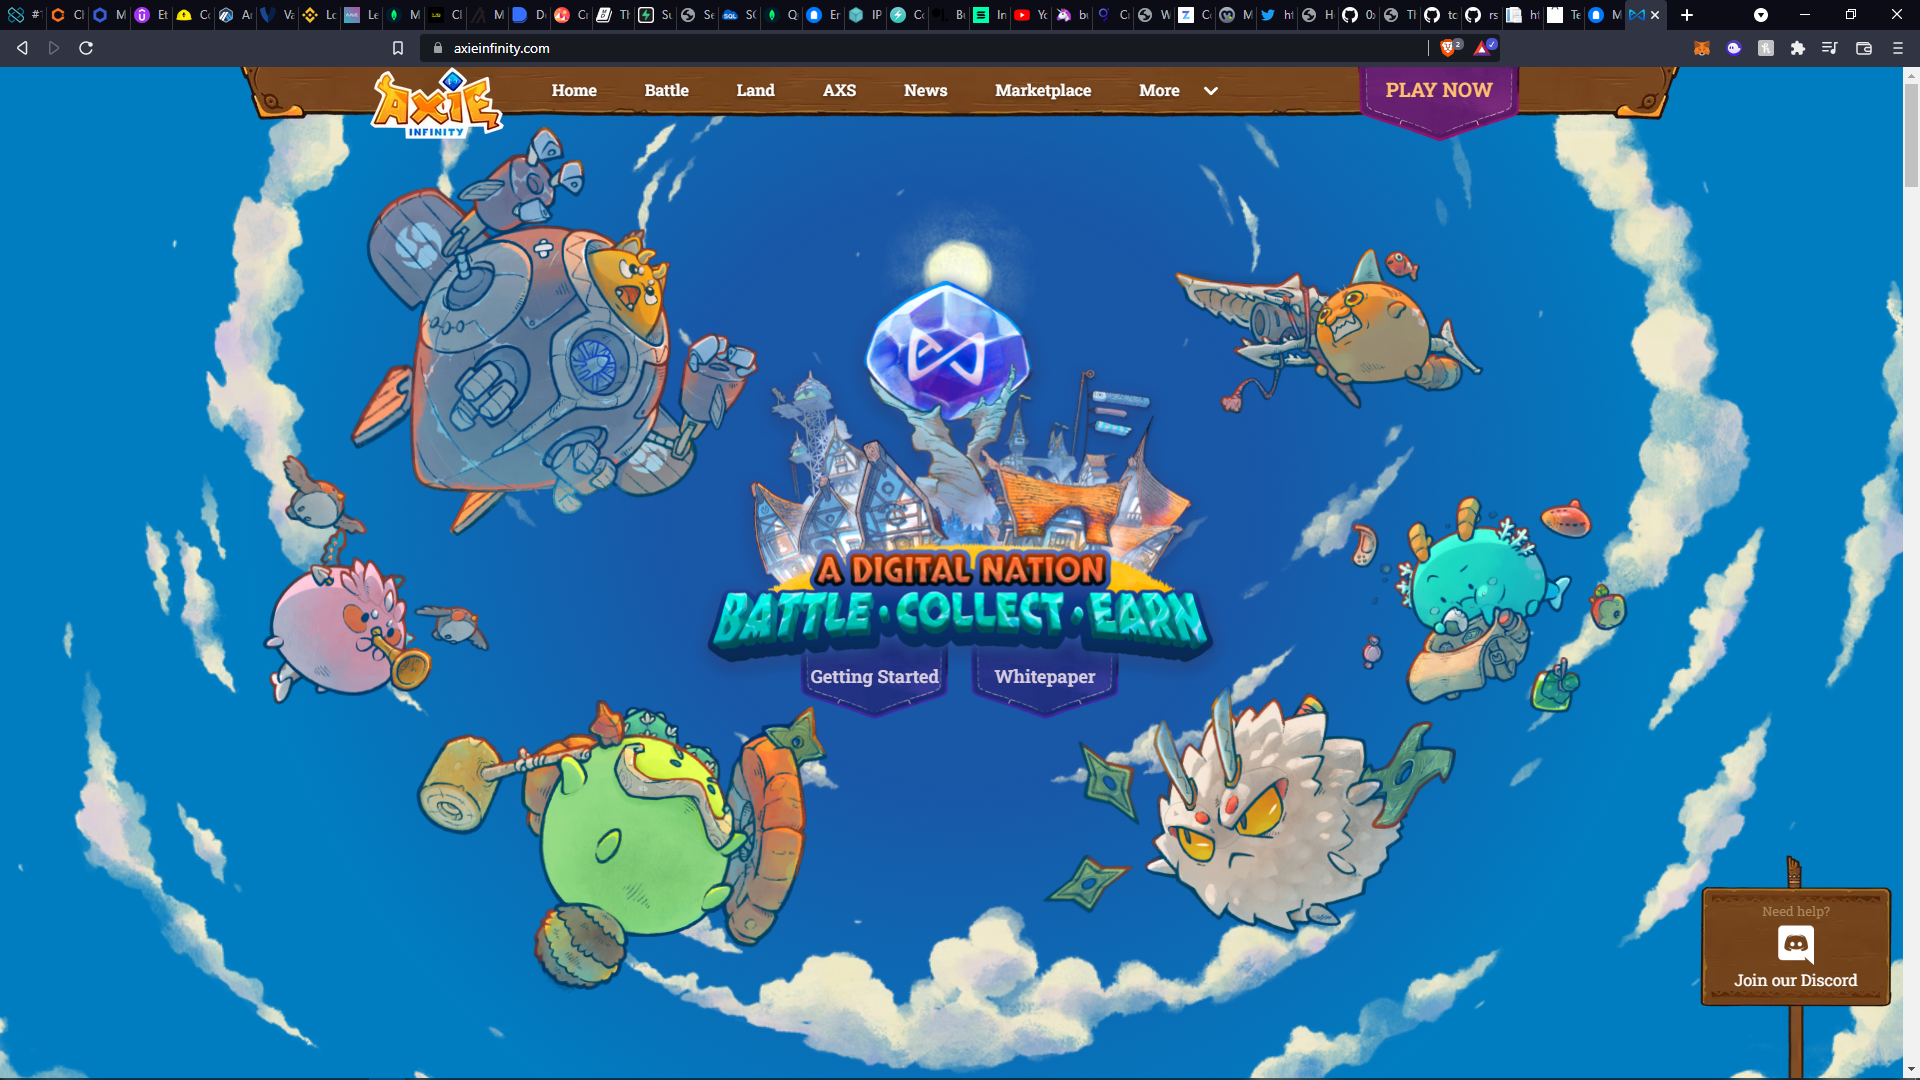 axieinfinity.com
2
AXIE
INFINITY
Home
Battle
Land
AXS
News
Marketplace
More
PLAY NOW
A DIGITAL NATION
BATTLE · COLLECT · EARN
Getting Started
Whitepaper
Need help?
Join our Discord